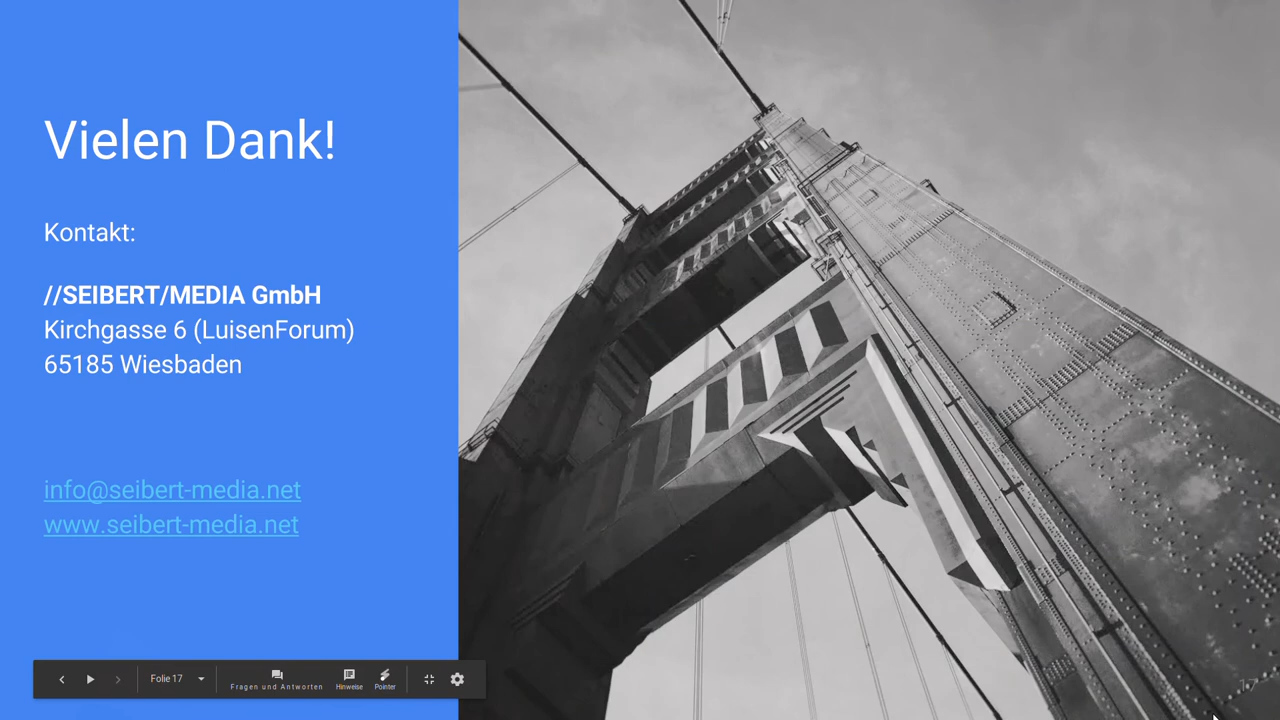 Vielen Dank!
Kontakt:
//SEIBERT/MEDIA GmbH
Kirchgasse 6 (LuisenForum)
65185 Wiesbaden
info@seibert-media.net
www.seibert-media.net
Folie 17
Fragen und Antworten
Hinweise
Pointer
17